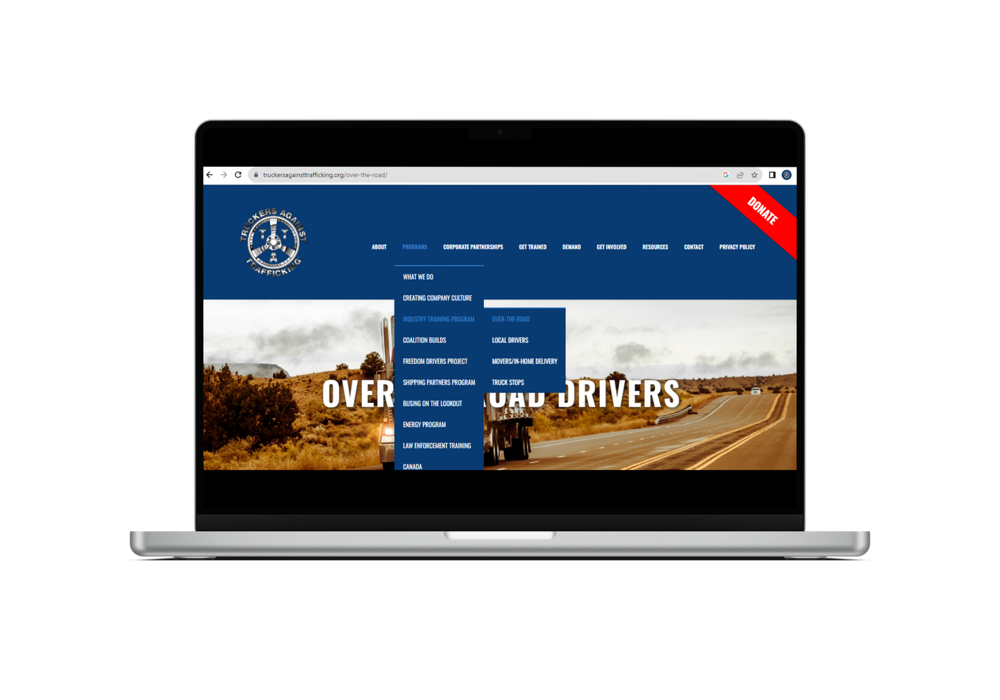 truckersagainsttrafficking.org/over-the-road/
DONATE
TRUCKERS AGAINST
T A T
TRAFFICKING
ABOUT PROGRAMS CORPORATE PARTNERSHIPS GET TRAINED DEMAND GET INVOLVED RESOURCES CONTACT PRIVACY POLICY
WHAT WE DO
CREATING COMPANY CULTURE
INDUSTRY TRAINING PROGRAM
COALITION BUILDS
FREEDOM DRIVERS PROJECT
SHIPPING PARTNERS PROGRAM
BUSING ON THE LOOKOUT
ENERGY PROGRAM
LAW ENFORCEMENT TRAINING
CANADA
OVER-THE-ROAD
LOCAL DRIVERS
MOVERS/IN-HOME DELIVERY
TRUCK STOPS
OVER ROAD DRIVERS